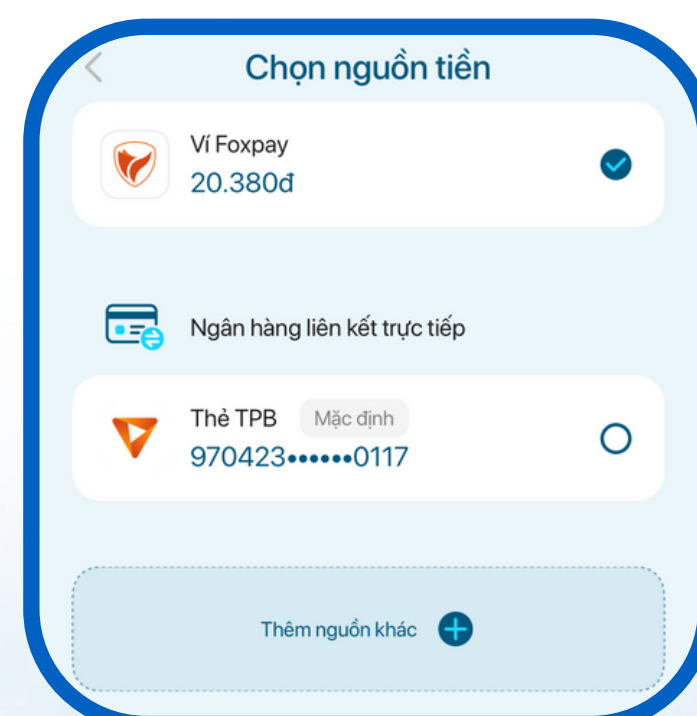 Chọn nguồn tiền
Ví Foxpay
20.380đ
Ngân hàng liên kết trực tiếp
Thẻ TPB Mặc định
970423••••••0117
Thêm nguồn khác